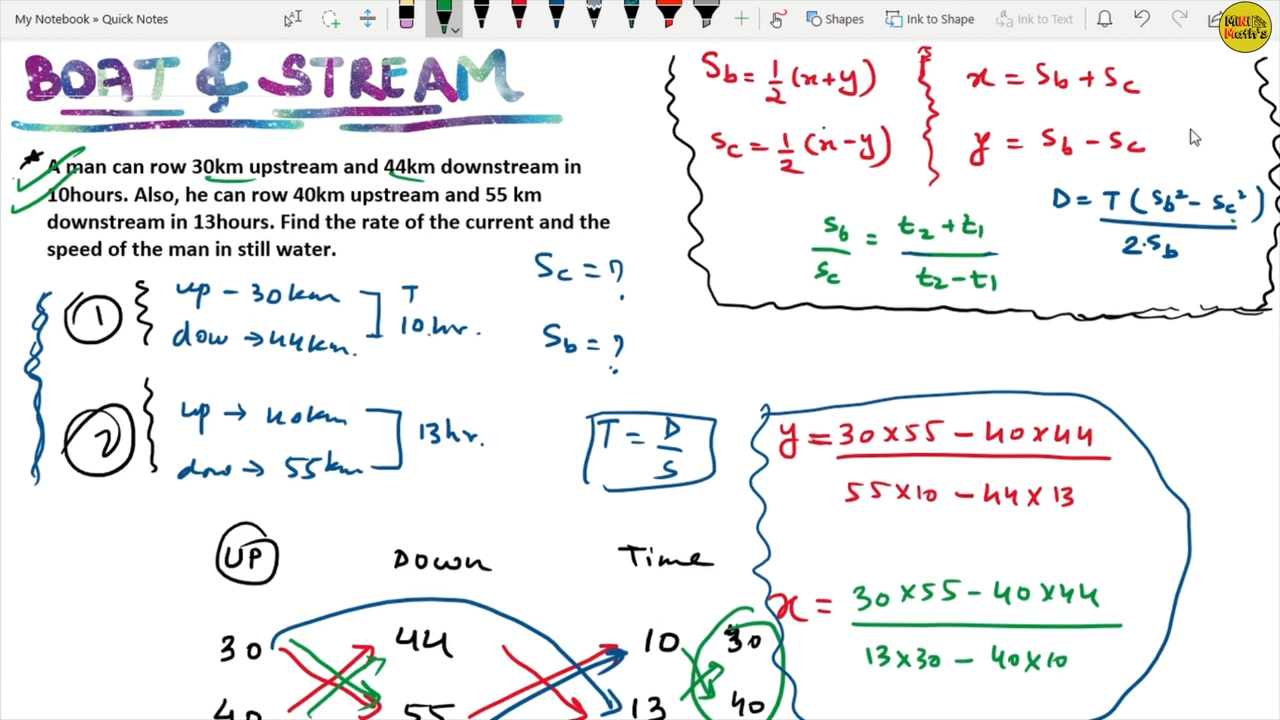 My Notebook » Quick Notes
Shapes
Ink to Shape
Ink to Text
MINI
Math's
BOAT & STREAM
A man can row 30km upstream and 44km downstream in
10hours. Also, he can row 40km upstream and 55 km
downstream in 13hours. Find the rate of the current and the
speed of the man in still water.
Sb = 1/2 (x+y)
x = Sb + Sc
Sc = 1/2 (x-y)
y = Sb - Sc
Sb/Sc = t2+t1/t2-t1
D = T(Sb² - Sc²)/2·Sb
Sc = ?
Sb = ?
1
up - 30km
dow → 44km.
T
10.hr.
2
up → 40km
dow → 55km
13hr.
T = D/S
y = 30×55 - 40×44
55×10 - 44×13
x = 30×55 - 40×44
13×30 - 40×10
UP Down Time
30 44 10 30
40 55 13 40